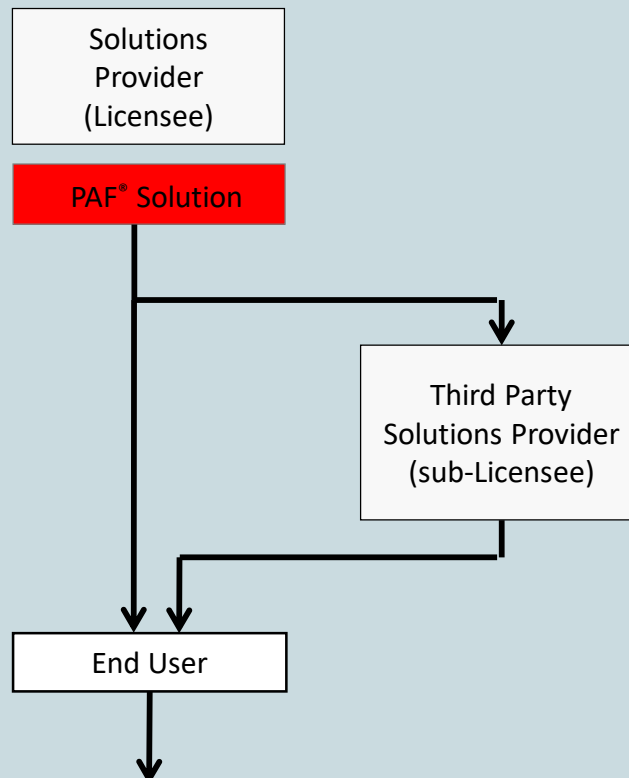 Solutions
Provider
(Licensee)
PAF® Solution
Third Party
Solutions Provider
(sub-Licensee)
End User